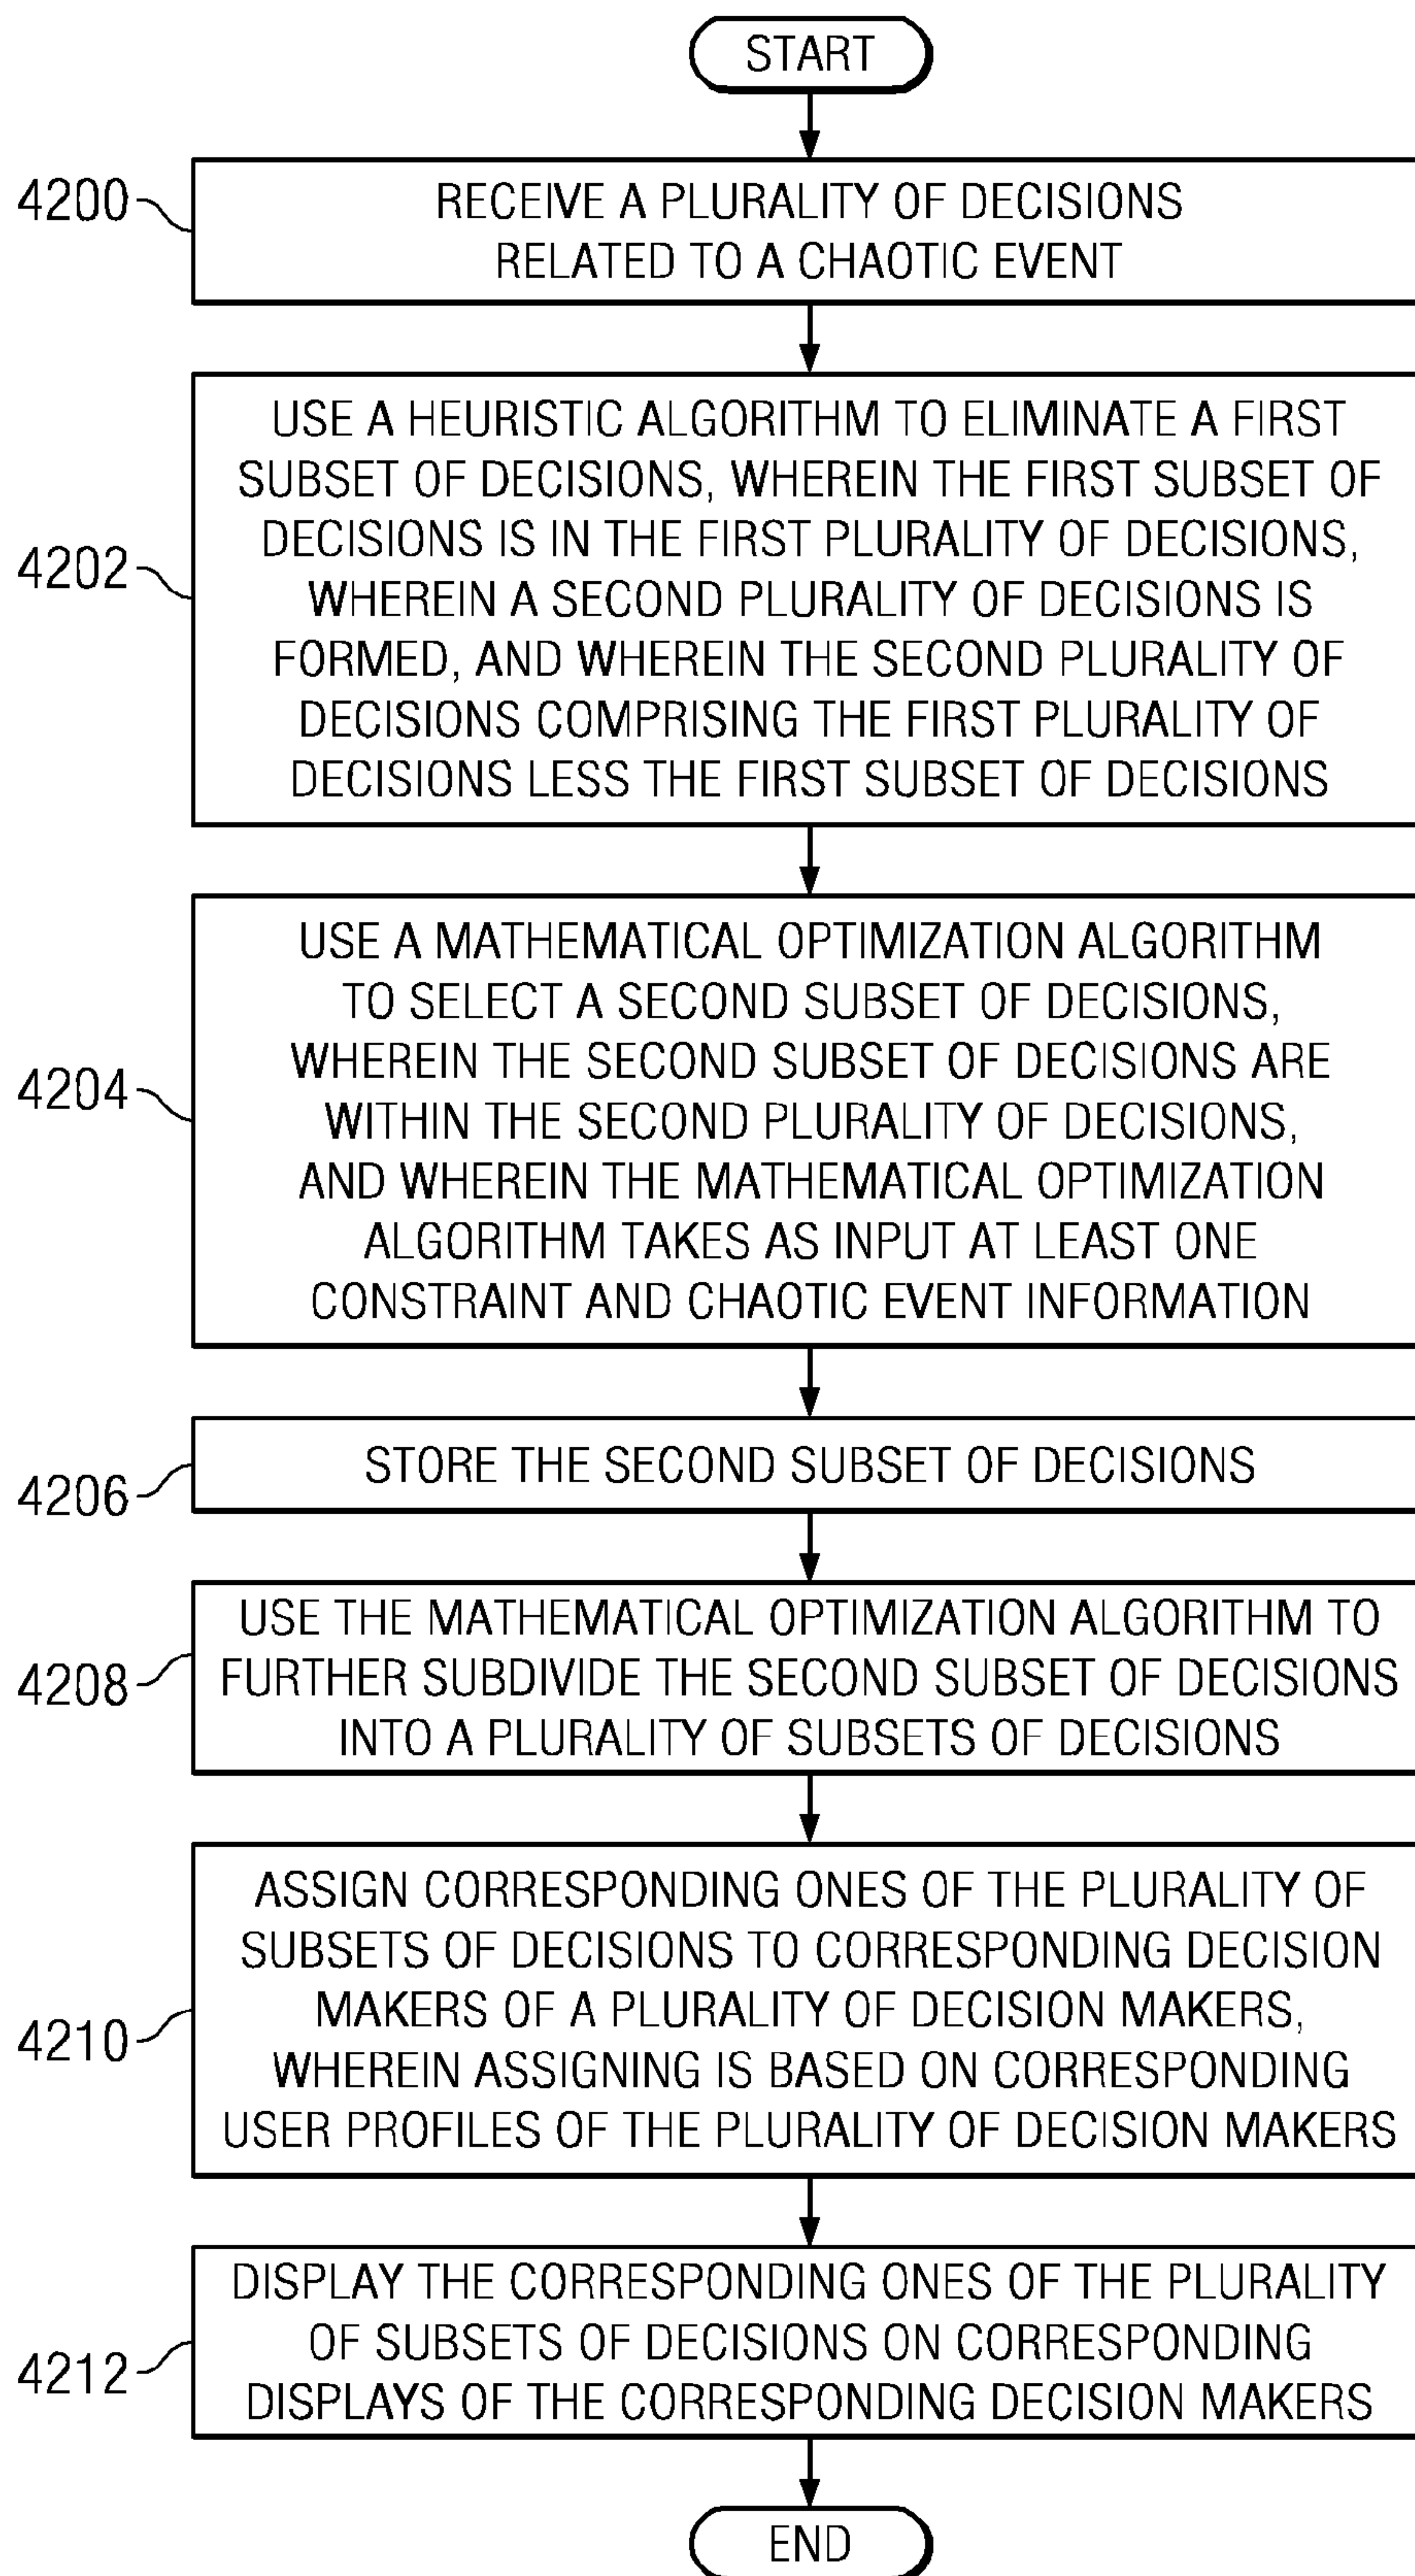 START
4200
RECEIVE A PLURALITY OF DECISIONS
RELATED TO A CHAOTIC EVENT
4202
USE A HEURISTIC ALGORITHM TO ELIMINATE A FIRST
SUBSET OF DECISIONS, WHEREIN THE FIRST SUBSET OF
DECISIONS IS IN THE FIRST PLURALITY OF DECISIONS,
WHEREIN A SECOND PLURALITY OF DECISIONS IS
FORMED, AND WHEREIN THE SECOND PLURALITY OF
DECISIONS COMPRISING THE FIRST PLURALITY OF
DECISIONS LESS THE FIRST SUBSET OF DECISIONS
4204
USE A MATHEMATICAL OPTIMIZATION ALGORITHM
TO SELECT A SECOND SUBSET OF DECISIONS,
WHEREIN THE SECOND SUBSET OF DECISIONS ARE
WITHIN THE SECOND PLURALITY OF DECISIONS,
AND WHEREIN THE MATHEMATICAL OPTIMIZATION
ALGORITHM TAKES AS INPUT AT LEAST ONE
CONSTRAINT AND CHAOTIC EVENT INFORMATION
4206
STORE THE SECOND SUBSET OF DECISIONS
4208
USE THE MATHEMATICAL OPTIMIZATION ALGORITHM TO
FURTHER SUBDIVIDE THE SECOND SUBSET OF DECISIONS
INTO A PLURALITY OF SUBSETS OF DECISIONS
4210
ASSIGN CORRESPONDING ONES OF THE PLURALITY OF
SUBSETS OF DECISIONS TO CORRESPONDING DECISION
MAKERS OF A PLURALITY OF DECISION MAKERS,
WHEREIN ASSIGNING IS BASED ON CORRESPONDING
USER PROFILES OF THE PLURALITY OF DECISION MAKERS
4212
DISPLAY THE CORRESPONDING ONES OF THE PLURALITY
OF SUBSETS OF DECISIONS ON CORRESPONDING
DISPLAYS OF THE CORRESPONDING DECISION MAKERS
END